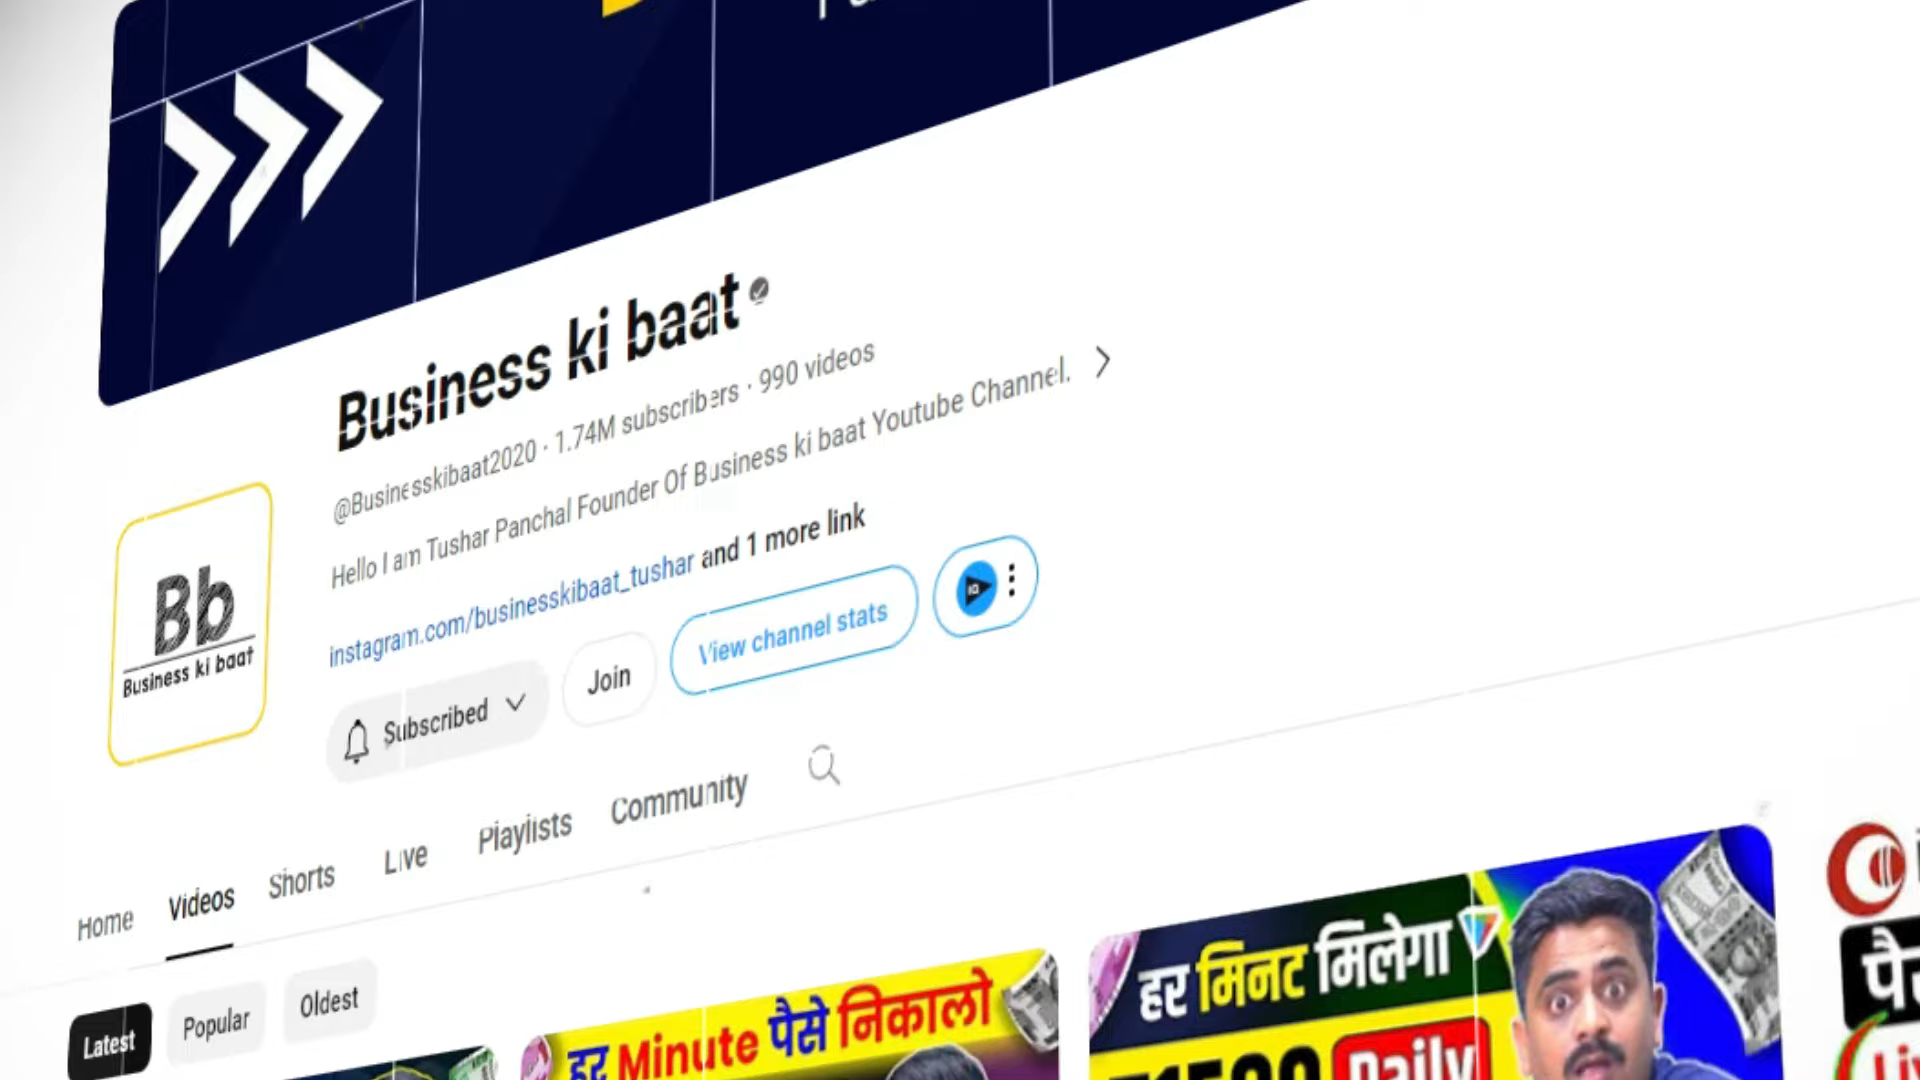 Business ki baat
@Businesskibaat2020 · 1.74M subscribers · 990 videos
Hello I am Tushar Panchal Founder Of Business ki baat Youtube Channel.
instagram.com/businesskibaat_tushar and 1 more link
Subscribed
Join
View channel stats
Bb
Business ki baat
Home
Videos
Shorts
Live
Playlists
Community
Latest
Popular
Oldest
हर Minute पैसे निकालो
हर मिनट मिलेगा
Daily